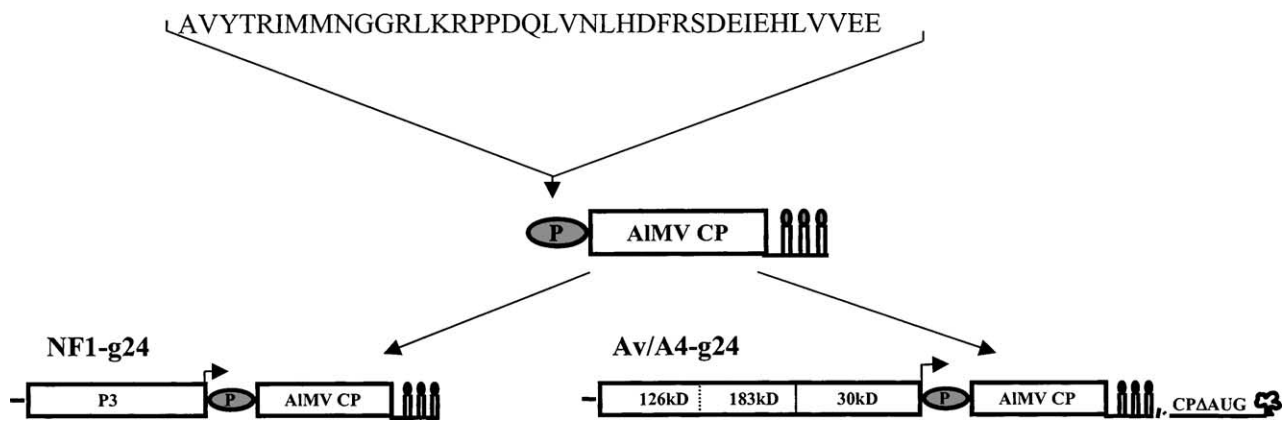 AVYTRIMMNGGRLKRPPDQLVNLHDFRSDEIEHLVVEE
P
AlMV CP
NF1-g24
Av/A4-g24
P3
P
AlMV CP
126kD
183kD
30kD
P
AlMV CP
CPΔAUG